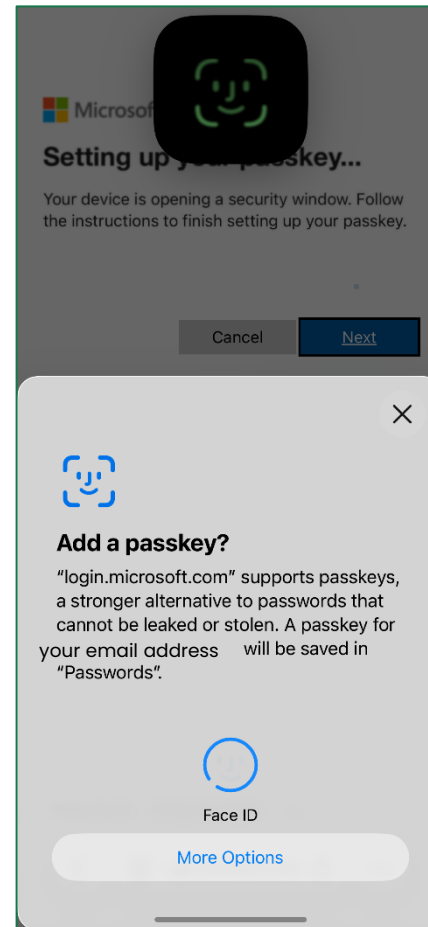 Microsof
Setting up your passkey...
Your device is opening a security window. Follow
the instructions to finish setting up your passkey.
Cancel
Next
Add a passkey?
“login.microsoft.com” supports passkeys,
a stronger alternative to passwords that
cannot be leaked or stolen. A passkey for
your email address will be saved in
“Passwords”.
Face ID
More Options